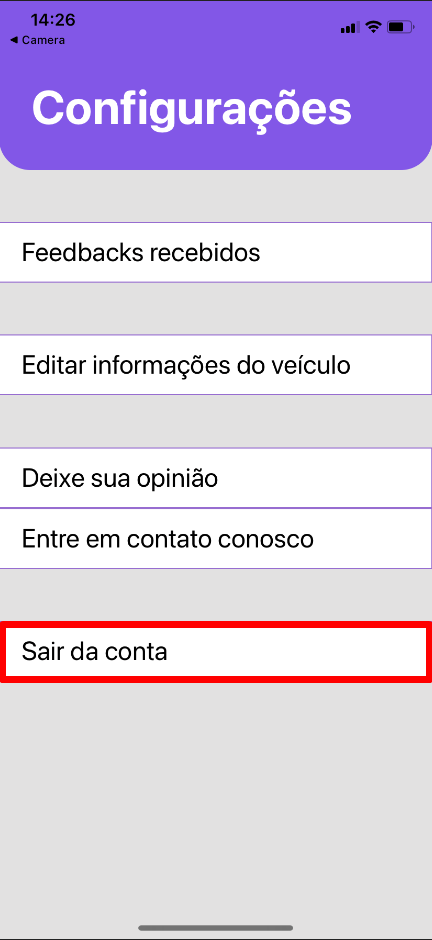 14:26
◀ Camera
Configurações
Feedbacks recebidos
Editar informações do veículo
Deixe sua opinião
Entre em contato conosco
Sair da conta